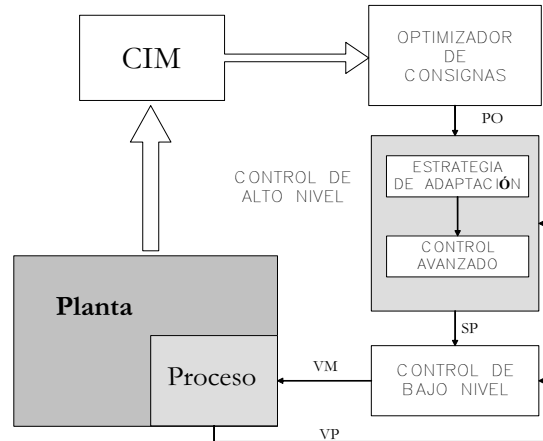 CIM
OPTIMIZADOR
DE
CONSIGNAS
PO
CONTROL DE
ALTO NIVEL
ESTRATEGIA
DE ADAPTACIÓN
CONTROL
AVANZADO
SP
Planta
Proceso
VM
CONTROL DE
BAJO NIVEL
VP